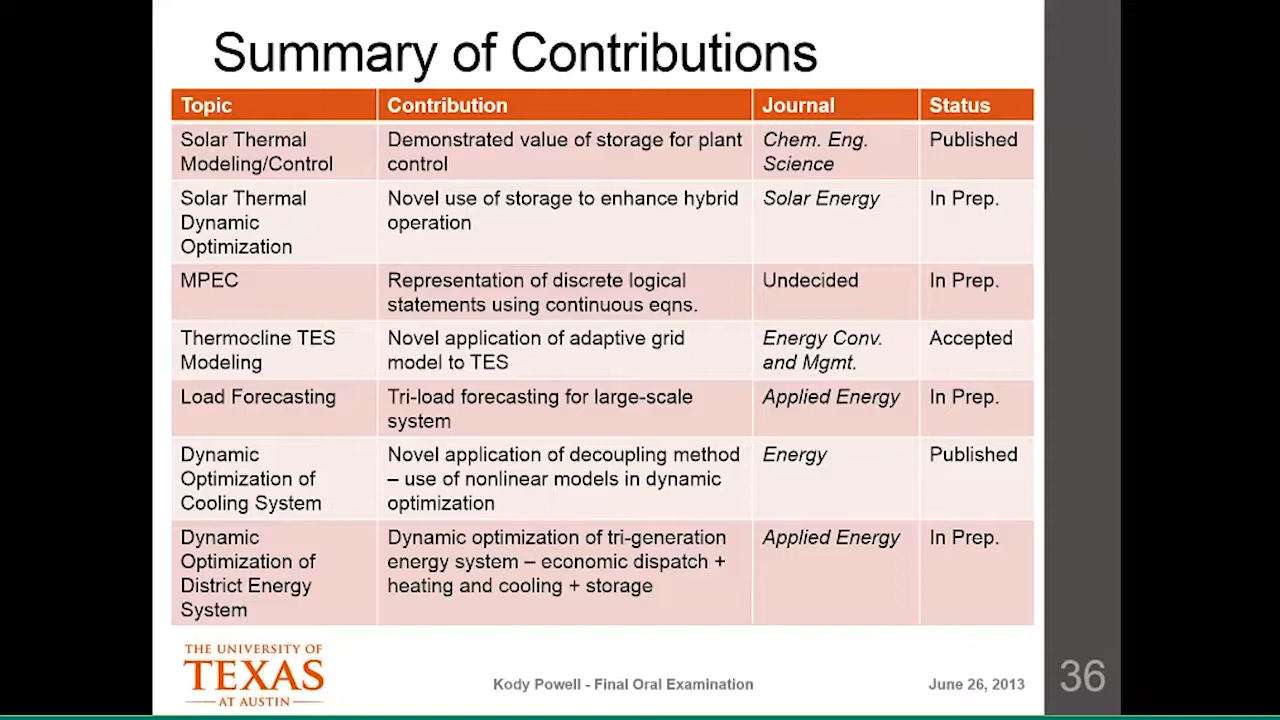 Summary of Contributions
Topic Contribution Journal Status
Solar Thermal Modeling/Control Demonstrated value of storage for plant control Chem. Eng. Science Published
Solar Thermal Dynamic Optimization Novel use of storage to enhance hybrid operation Solar Energy In Prep.
MPEC Representation of discrete logical statements using continuous eqns. Undecided In Prep.
Thermocline TES Modeling Novel application of adaptive grid model to TES Energy Conv. and Mgmt. Accepted
Load Forecasting Tri-load forecasting for large-scale system Applied Energy In Prep.
Dynamic Optimization of Cooling System Novel application of decoupling method – use of nonlinear models in dynamic optimization Energy Published
Dynamic Optimization of District Energy System Dynamic optimization of tri-generation energy system – economic dispatch + heating and cooling + storage Applied Energy In Prep.
THE UNIVERSITY OF
TEXAS
AT AUSTIN
Kody Powell - Final Oral Examination
June 26, 2013
36